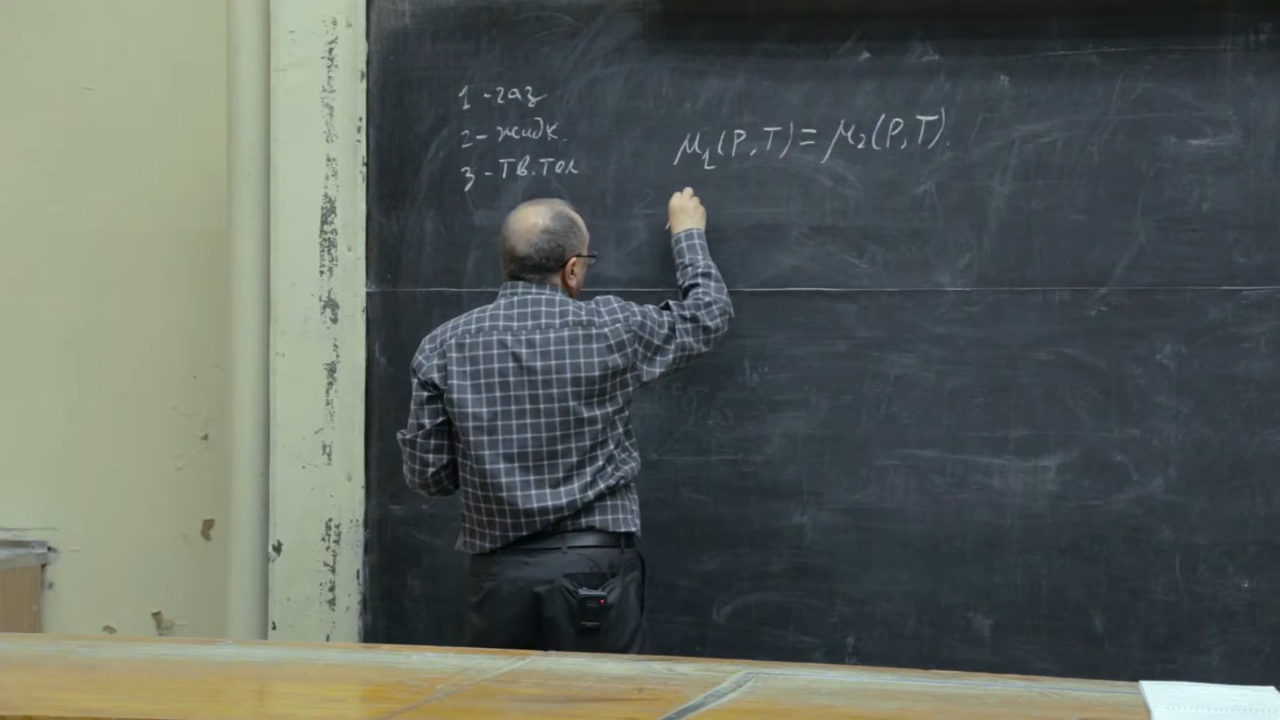 1 - газ
2 - жидк.
3 - тв. тел
μ₁(P,T) = μ₂(P,T).